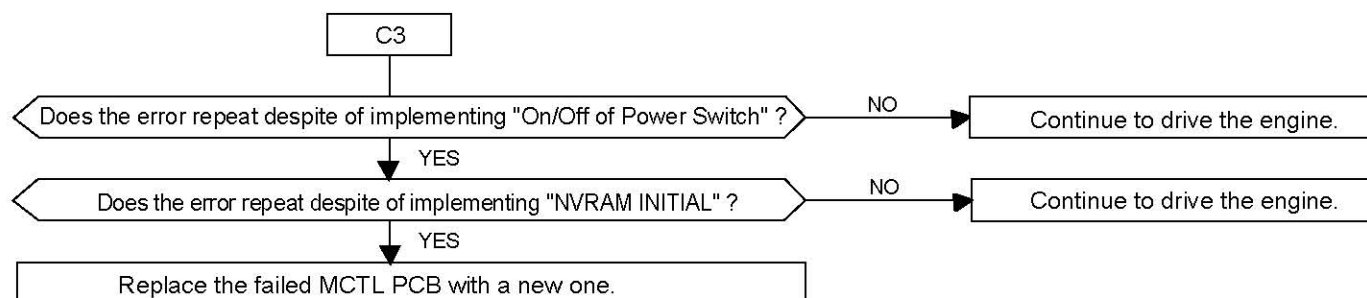 C3
Does the error repeat despite of implementing "On/Off of Power Switch" ?
NO
Continue to drive the engine.
YES
Does the error repeat despite of implementing "NVRAM INITIAL" ?
NO
Continue to drive the engine.
YES
Replace the failed MCTL PCB with a new one.